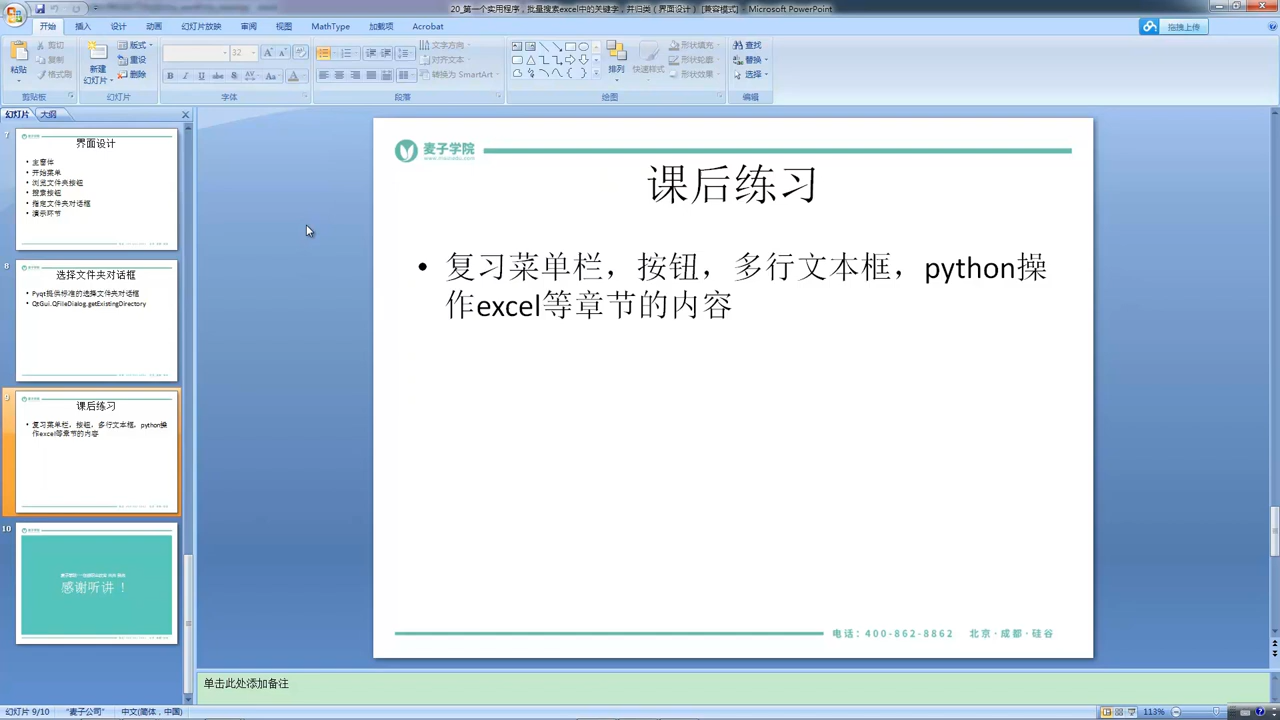 20_第一个实用程序，批量搜索excel中的关键字，并归类（界面设计）[兼容模式] - Microsoft PowerPoint
开始 插入 设计 动画 幻灯片放映 审阅 视图 MathType 加载项 Acrobat
拖拽上传
粘贴 剪切 复制 格式刷
新建 幻灯片 版式 重设 删除
32
文字方向 对齐文本 转换为 SmartArt
排列 快速样式 形状填充 形状轮廓 形状效果
查找 替换 选择
剪贴板 幻灯片 字体 段落 绘图 编辑
幻灯片 大纲
7
界面设计
• 主窗体
• 开始菜单
• 浏览文件夹按钮
• 搜索按钮
• 指定文件夹对话框
• 演示环节
8
选择文件夹对话框
• Pyqt提供标准的选择文件夹对话框
• QtGui.QFileDialog.getExistingDirectory
9
课后练习
• 复习菜单栏，按钮，多行文本框，python操
作excel等章节的内容
10
感谢听讲！
麦子学院
www.maiziedu.com
课后练习
• 复习菜单栏，按钮，多行文本框，python操
作excel等章节的内容
电话：400-862-8862 北京·成都·硅谷
单击此处添加备注
幻灯片 9/10 "麦子公司" 中文(简体，中国)
113%